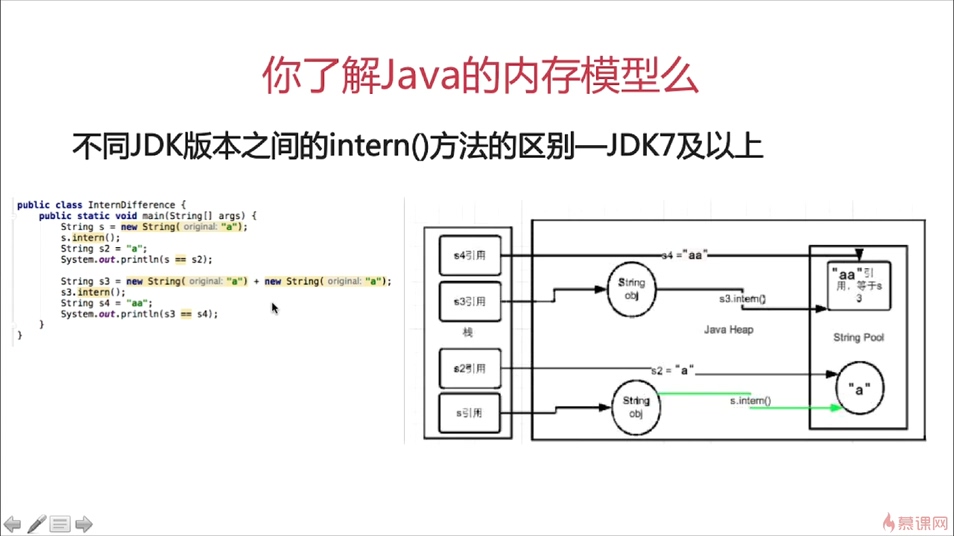 你了解Java的内存模型么
不同JDK版本之间的intern()方法的区别—JDK7及以上
public class InternDifference {
public static void main(String[] args) {
String s = new String( original: "a");
s.intern();
String s2 = "a";
System.out.println(s == s2);
String s3 = new String( original: "a") + new String( original: "a");
s3.intern();
String s4 = "aa";
System.out.println(s3 == s4);
}
}
s4引用
s3引用
栈
s2引用
s引用
s4 ="aa"
String
obj
s3.intern()
Java Heap
s2 = "a"
String
obj
s.intern()
"aa"引
用，等于s
3
String Pool
"a"
慕课网